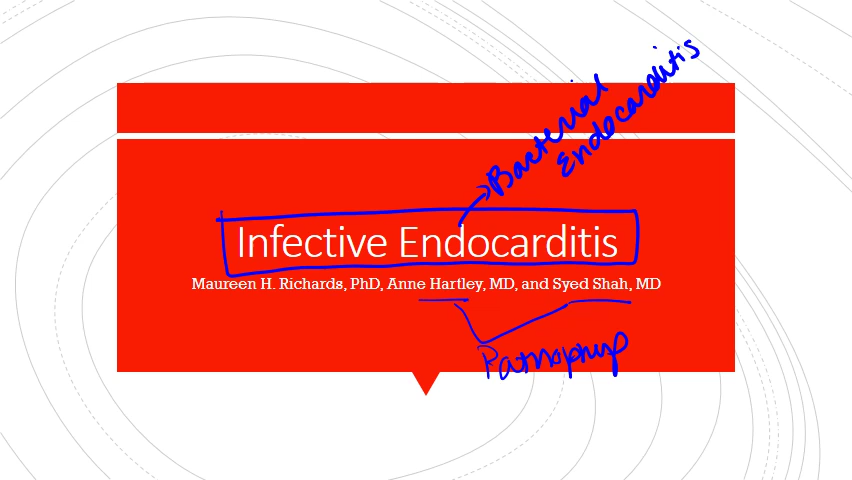 Bacterial
Endocarditis
Infective Endocarditis
Maureen H. Richards, PhD, Anne Hartley, MD, and Syed Shah, MD